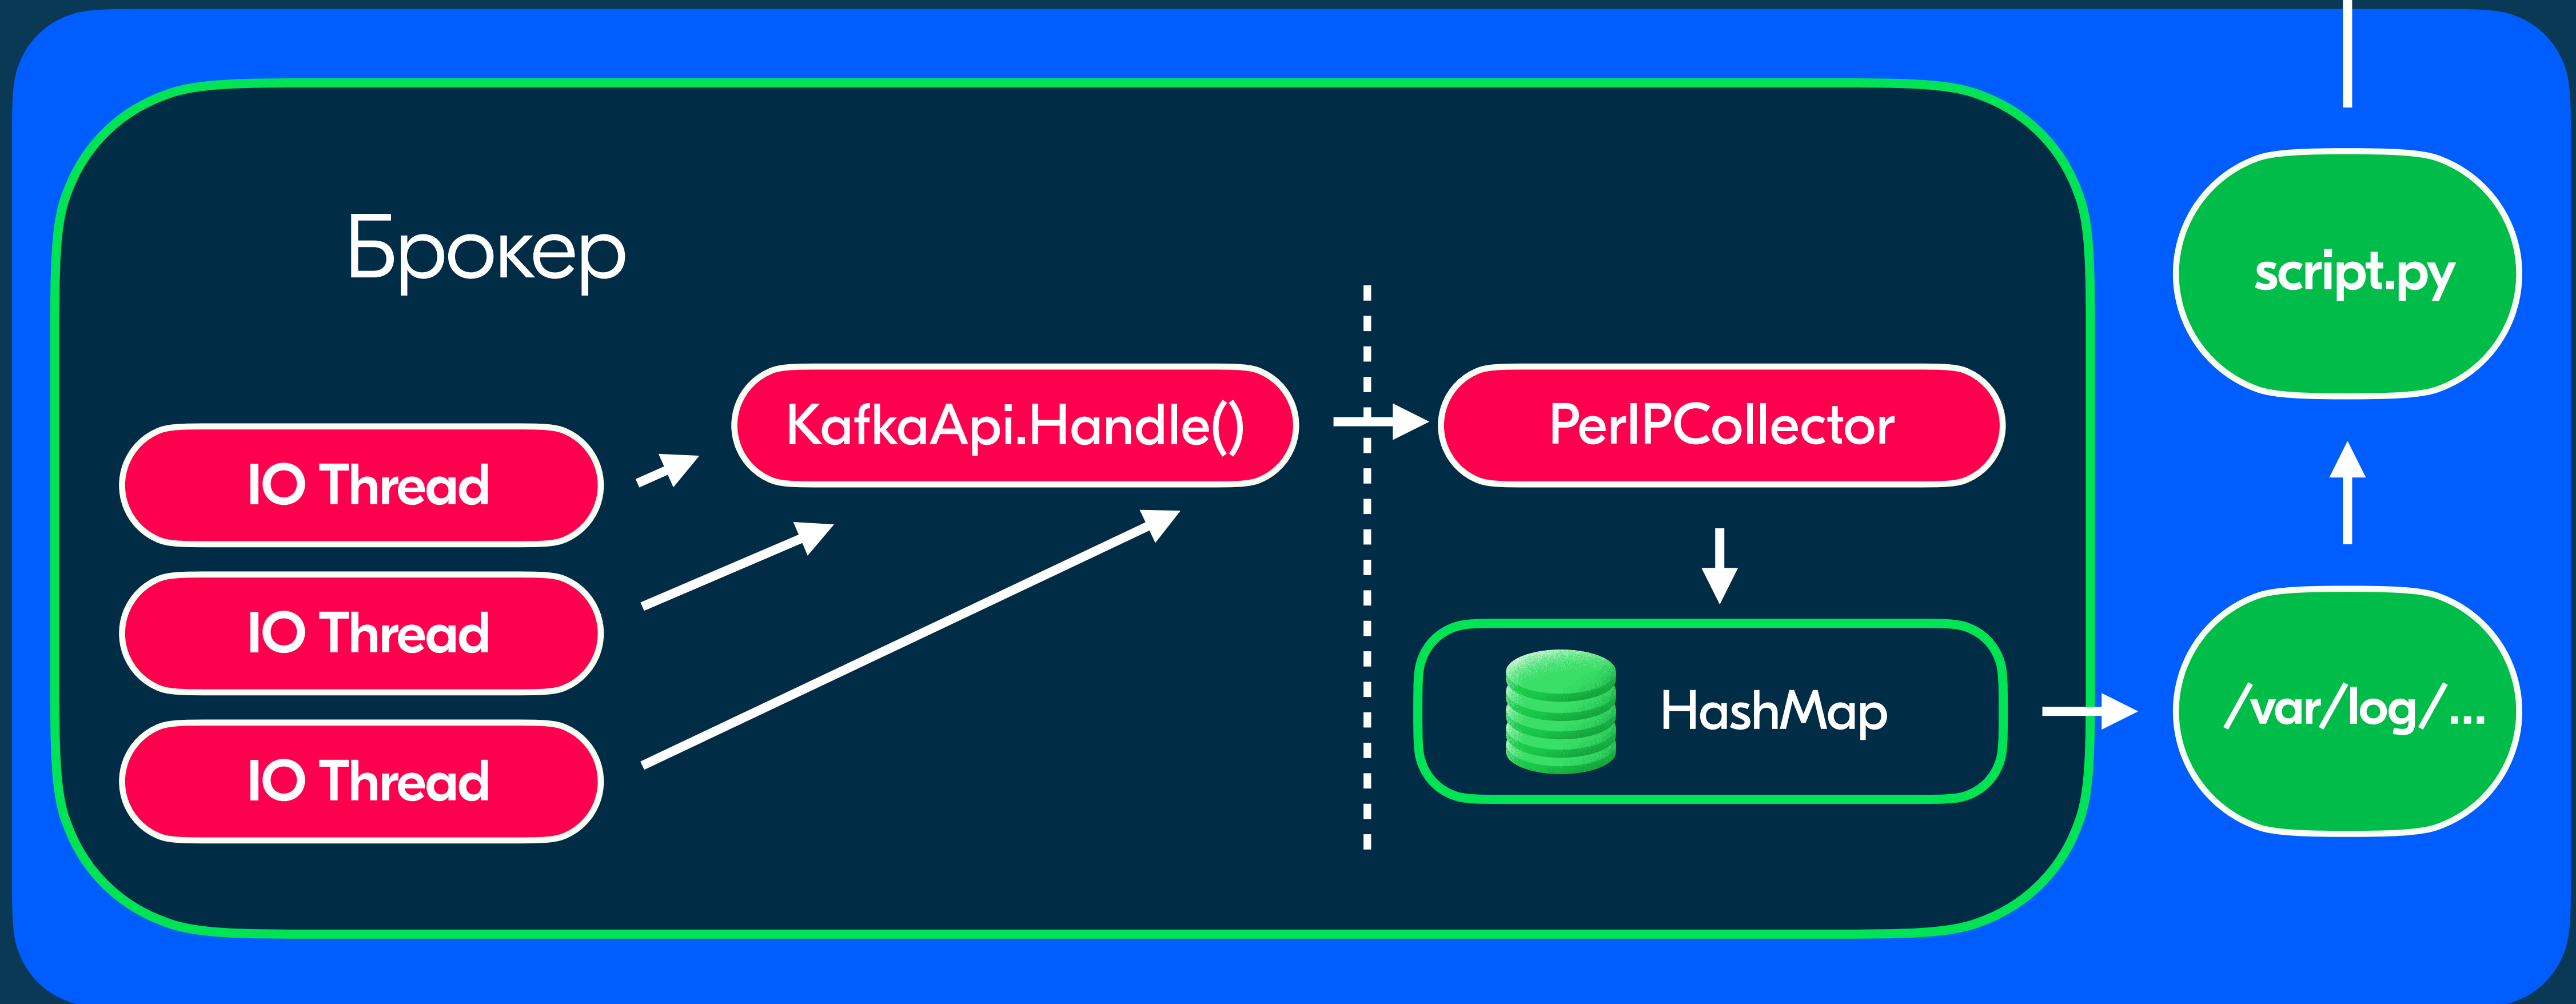 Брокер
script.py
KafkaApi.Handle()
PerIPCollector
IO Thread
IO Thread
IO Thread
HashMap
/var/log/...